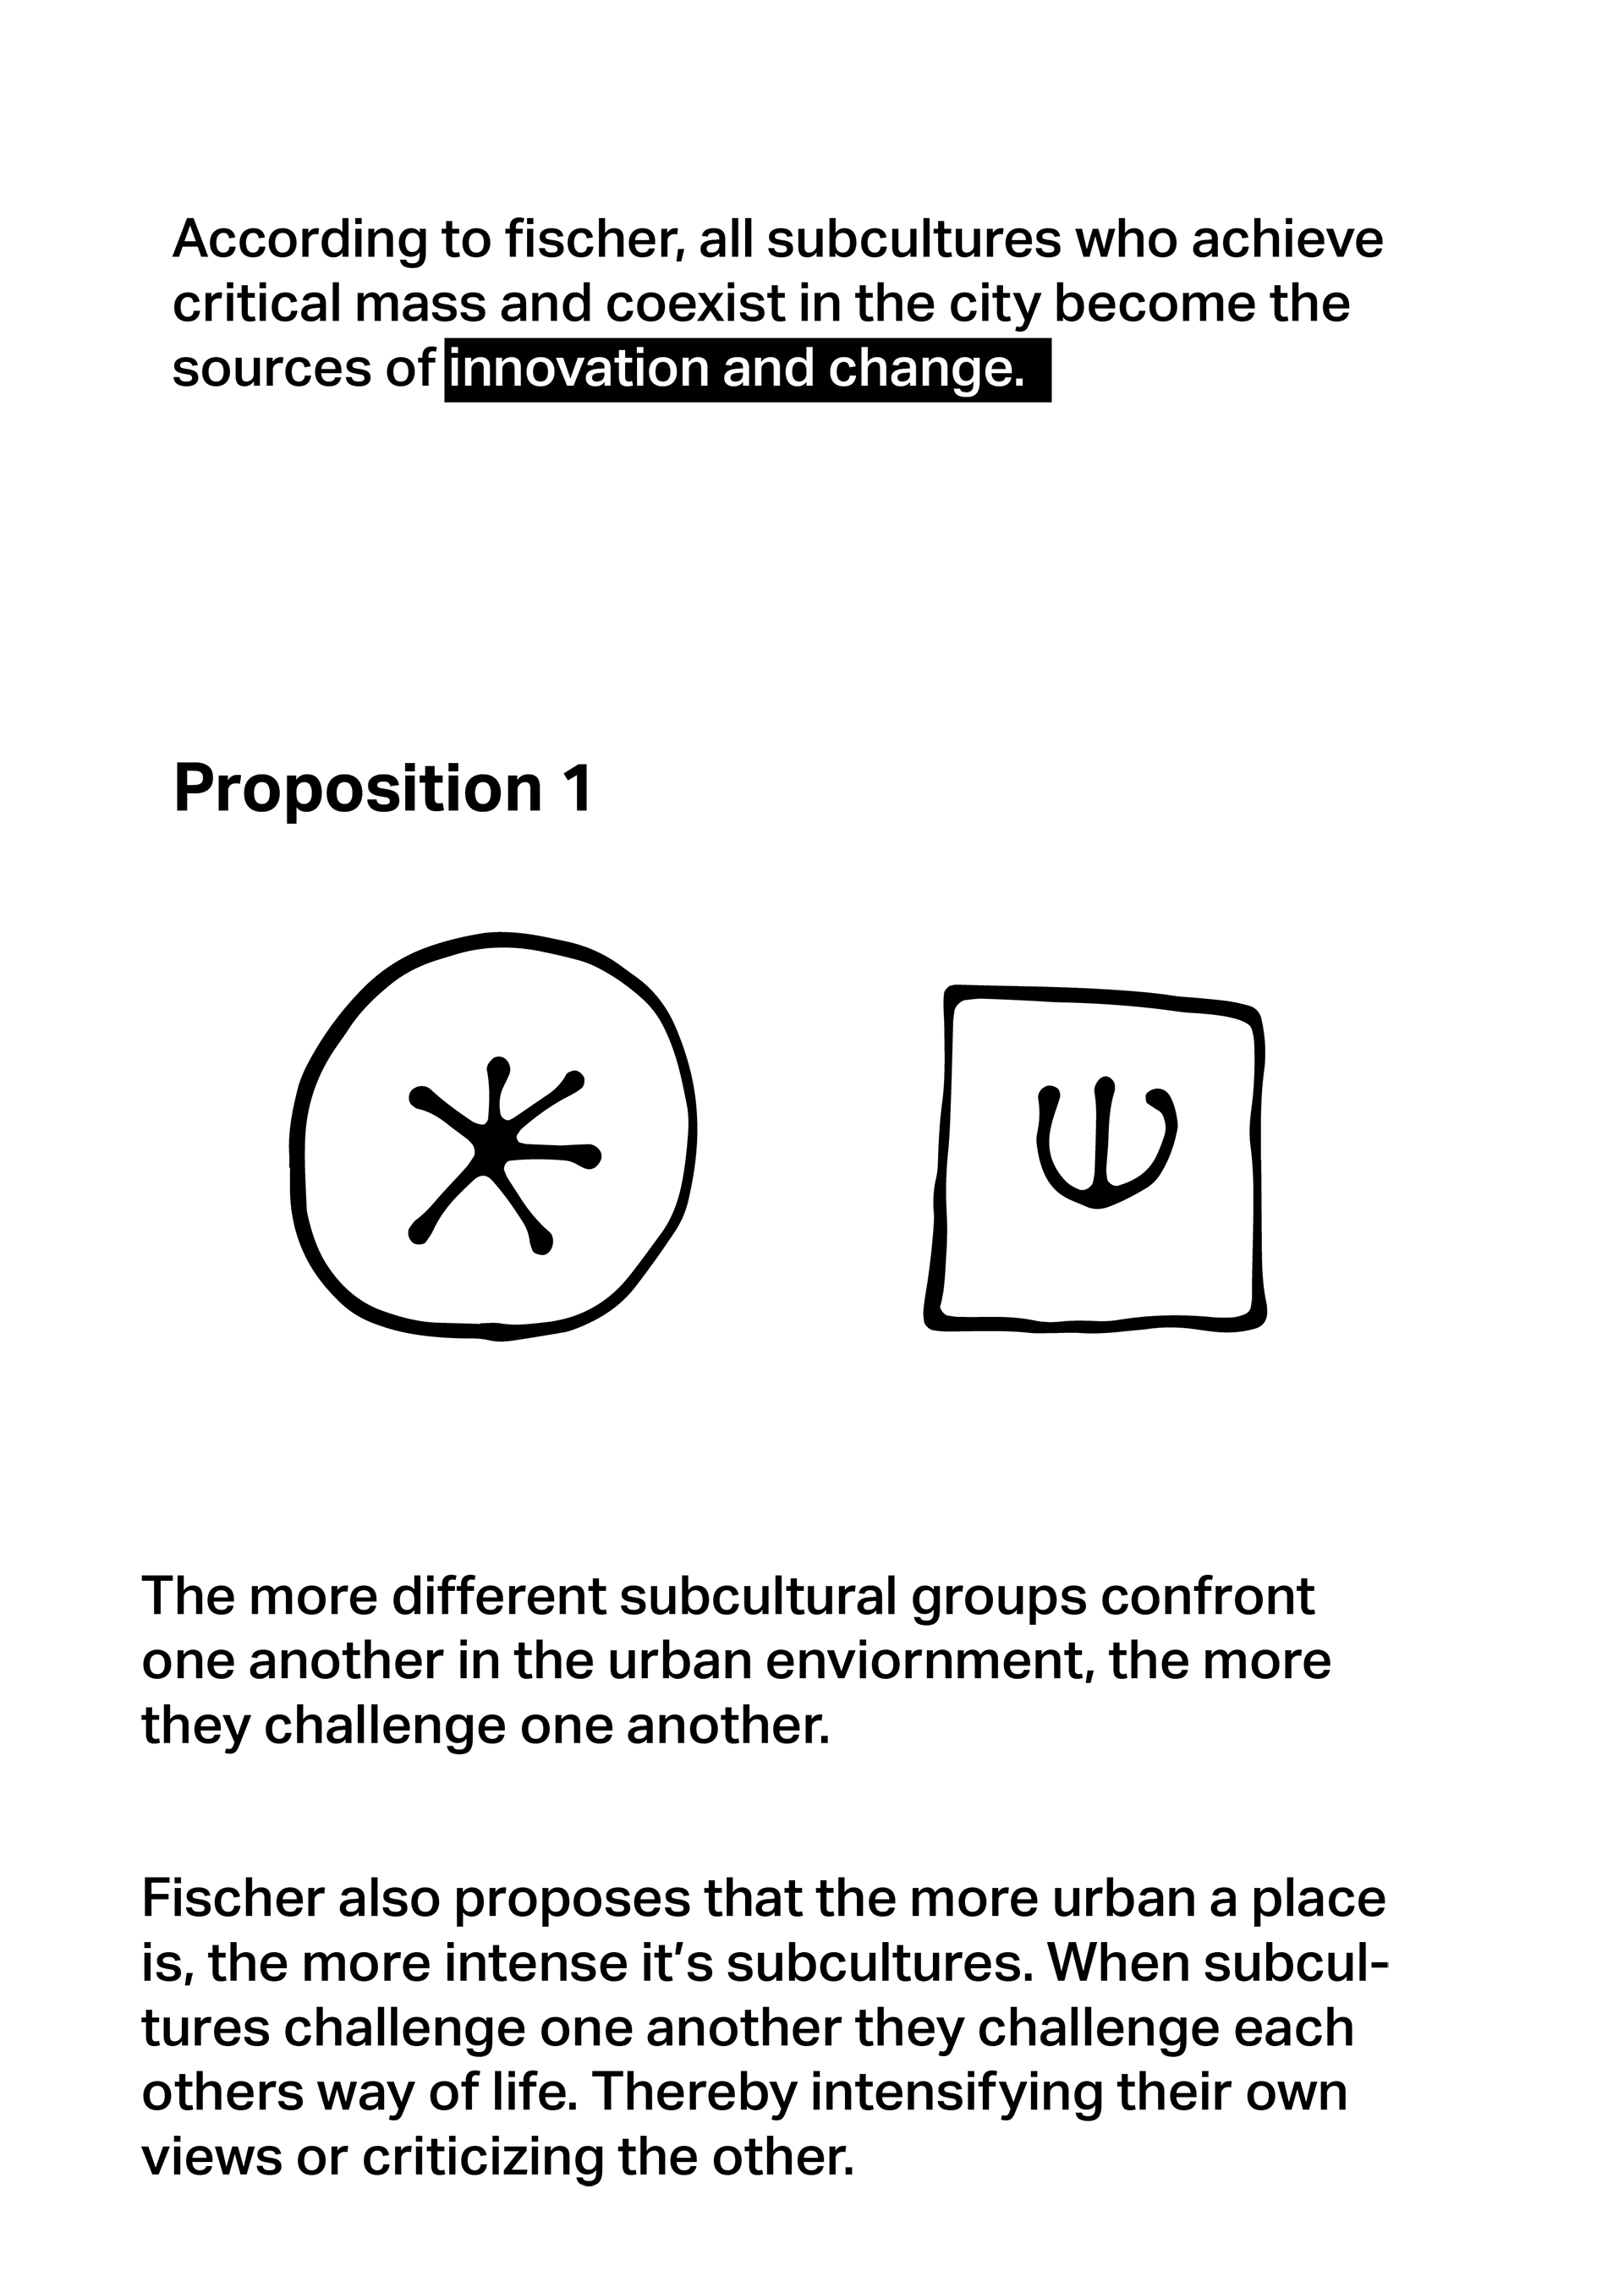 According to fischer, all subcultures who achieve
critical mass and coexist in the city become the
sources of innovation and change.
Proposition 1
The more different subcultural groups confront
one another in the urban enviornment, the more
they challenge one another.
Fischer also proposes that the more urban a place
is, the more intense it’s subcultures. When subcul-
tures challenge one another they challenge each
others way of life. Thereby intensifying their own
views or criticizing the other.